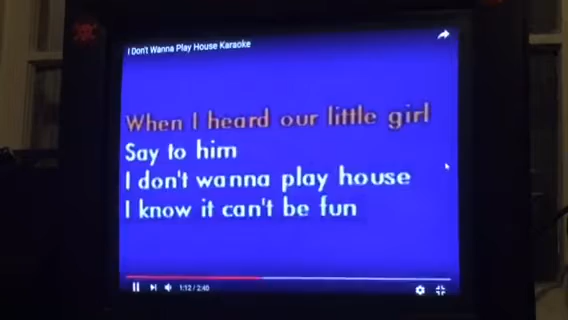 I Don't Wanna Play House Karaoke
When I heard our little girl
Say to him
I don't wanna play house
I know it can't be fun
1:12 / 2:40